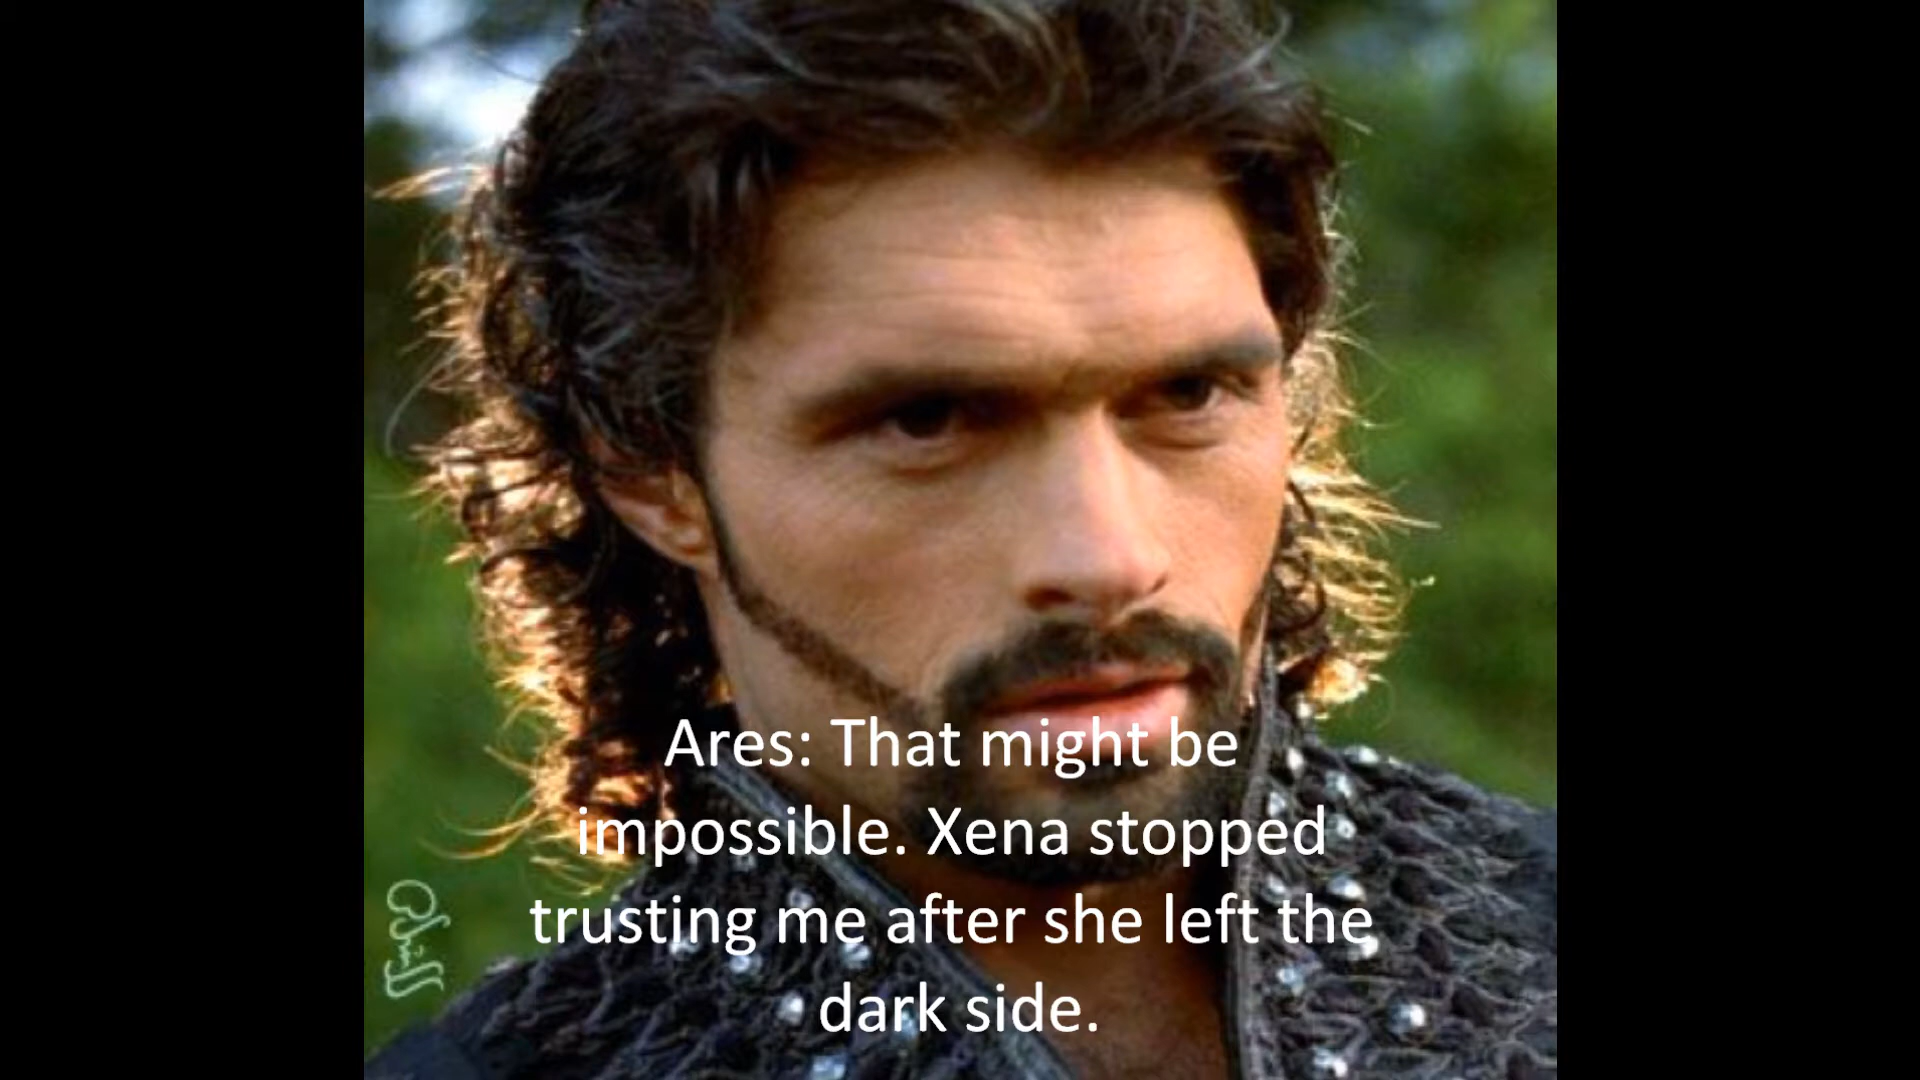 Ares: That might be
impossible. Xena stopped
trusting me after she left the
dark side.